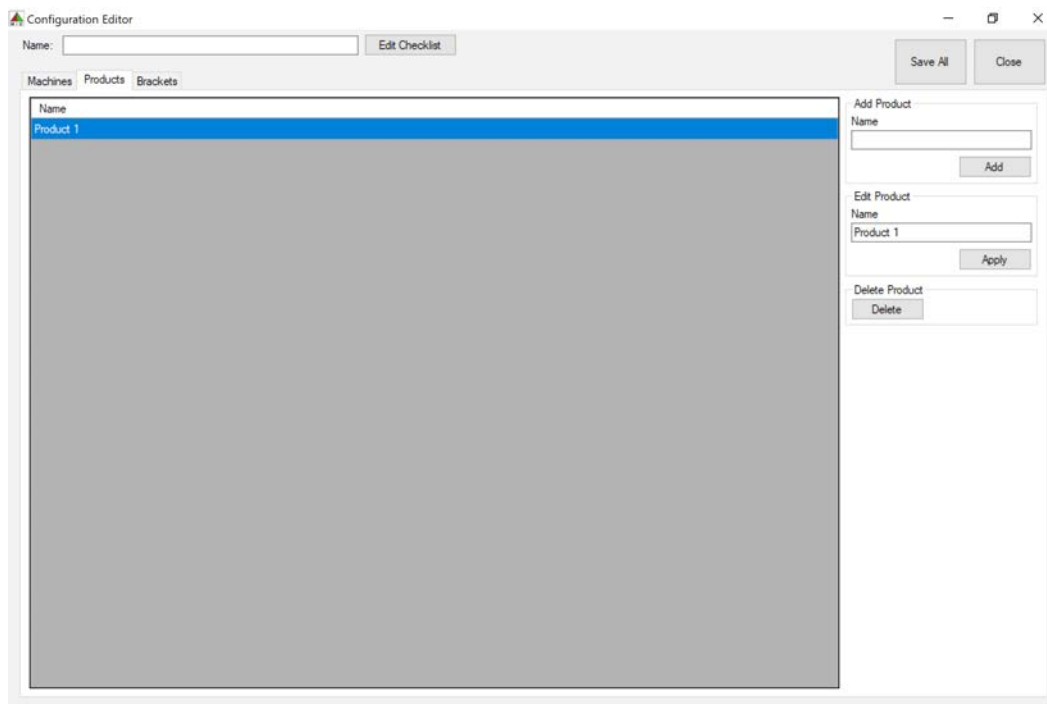 Configuration Editor
Name:
Edit Checklist
Save All
Close
Machines
Products
Brackets
Name
Product 1
Add Product
Name
Add
Edit Product
Name
Product 1
Apply
Delete Product
Delete